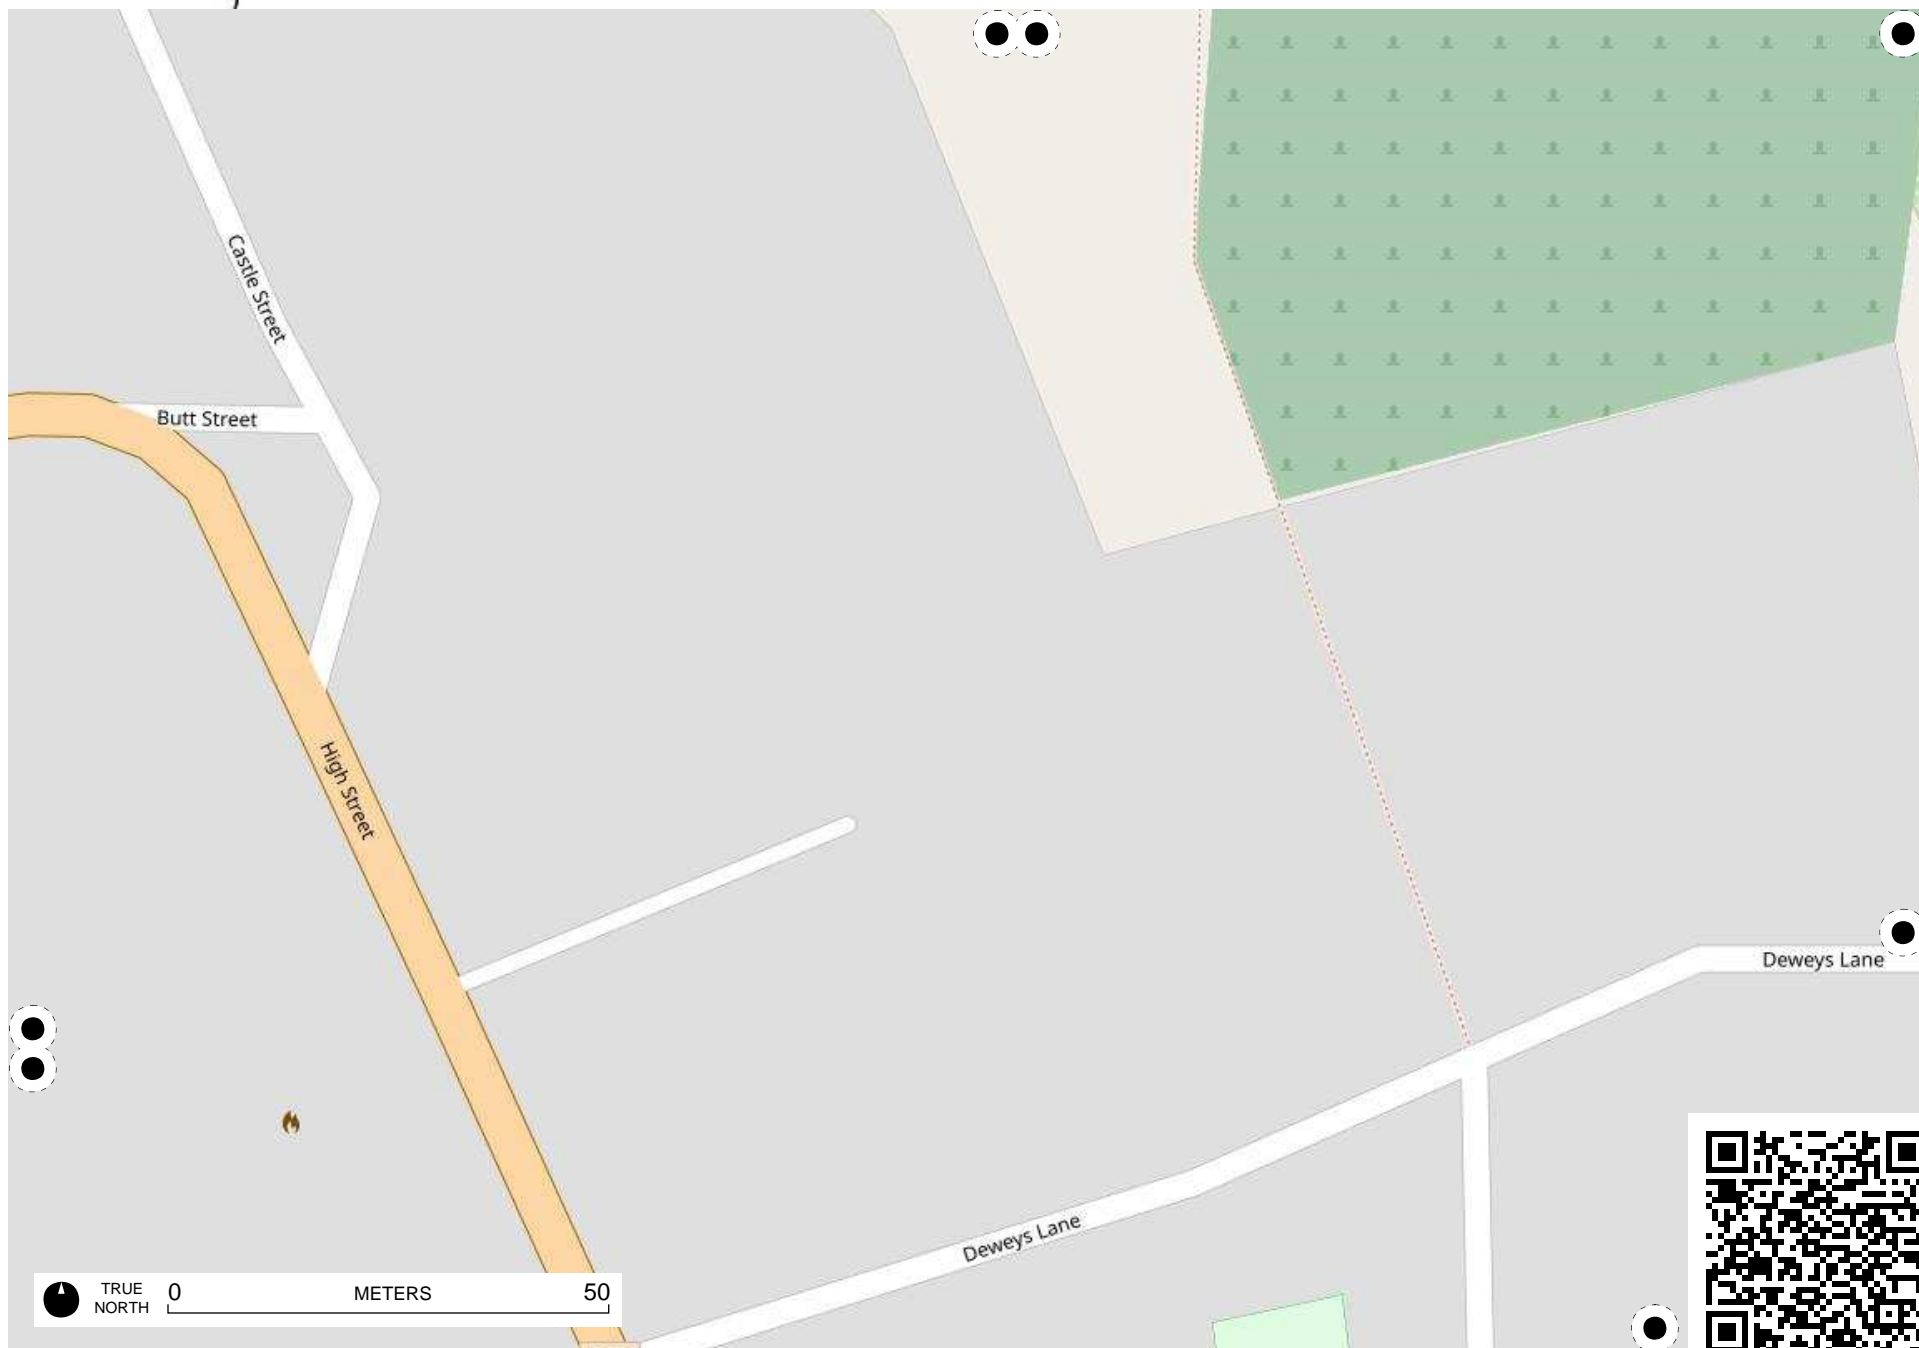 Castle Street
Butt Street
High Street
Deweys Lane
Deweys Lane
TRUE
NORTH
0 METERS 50